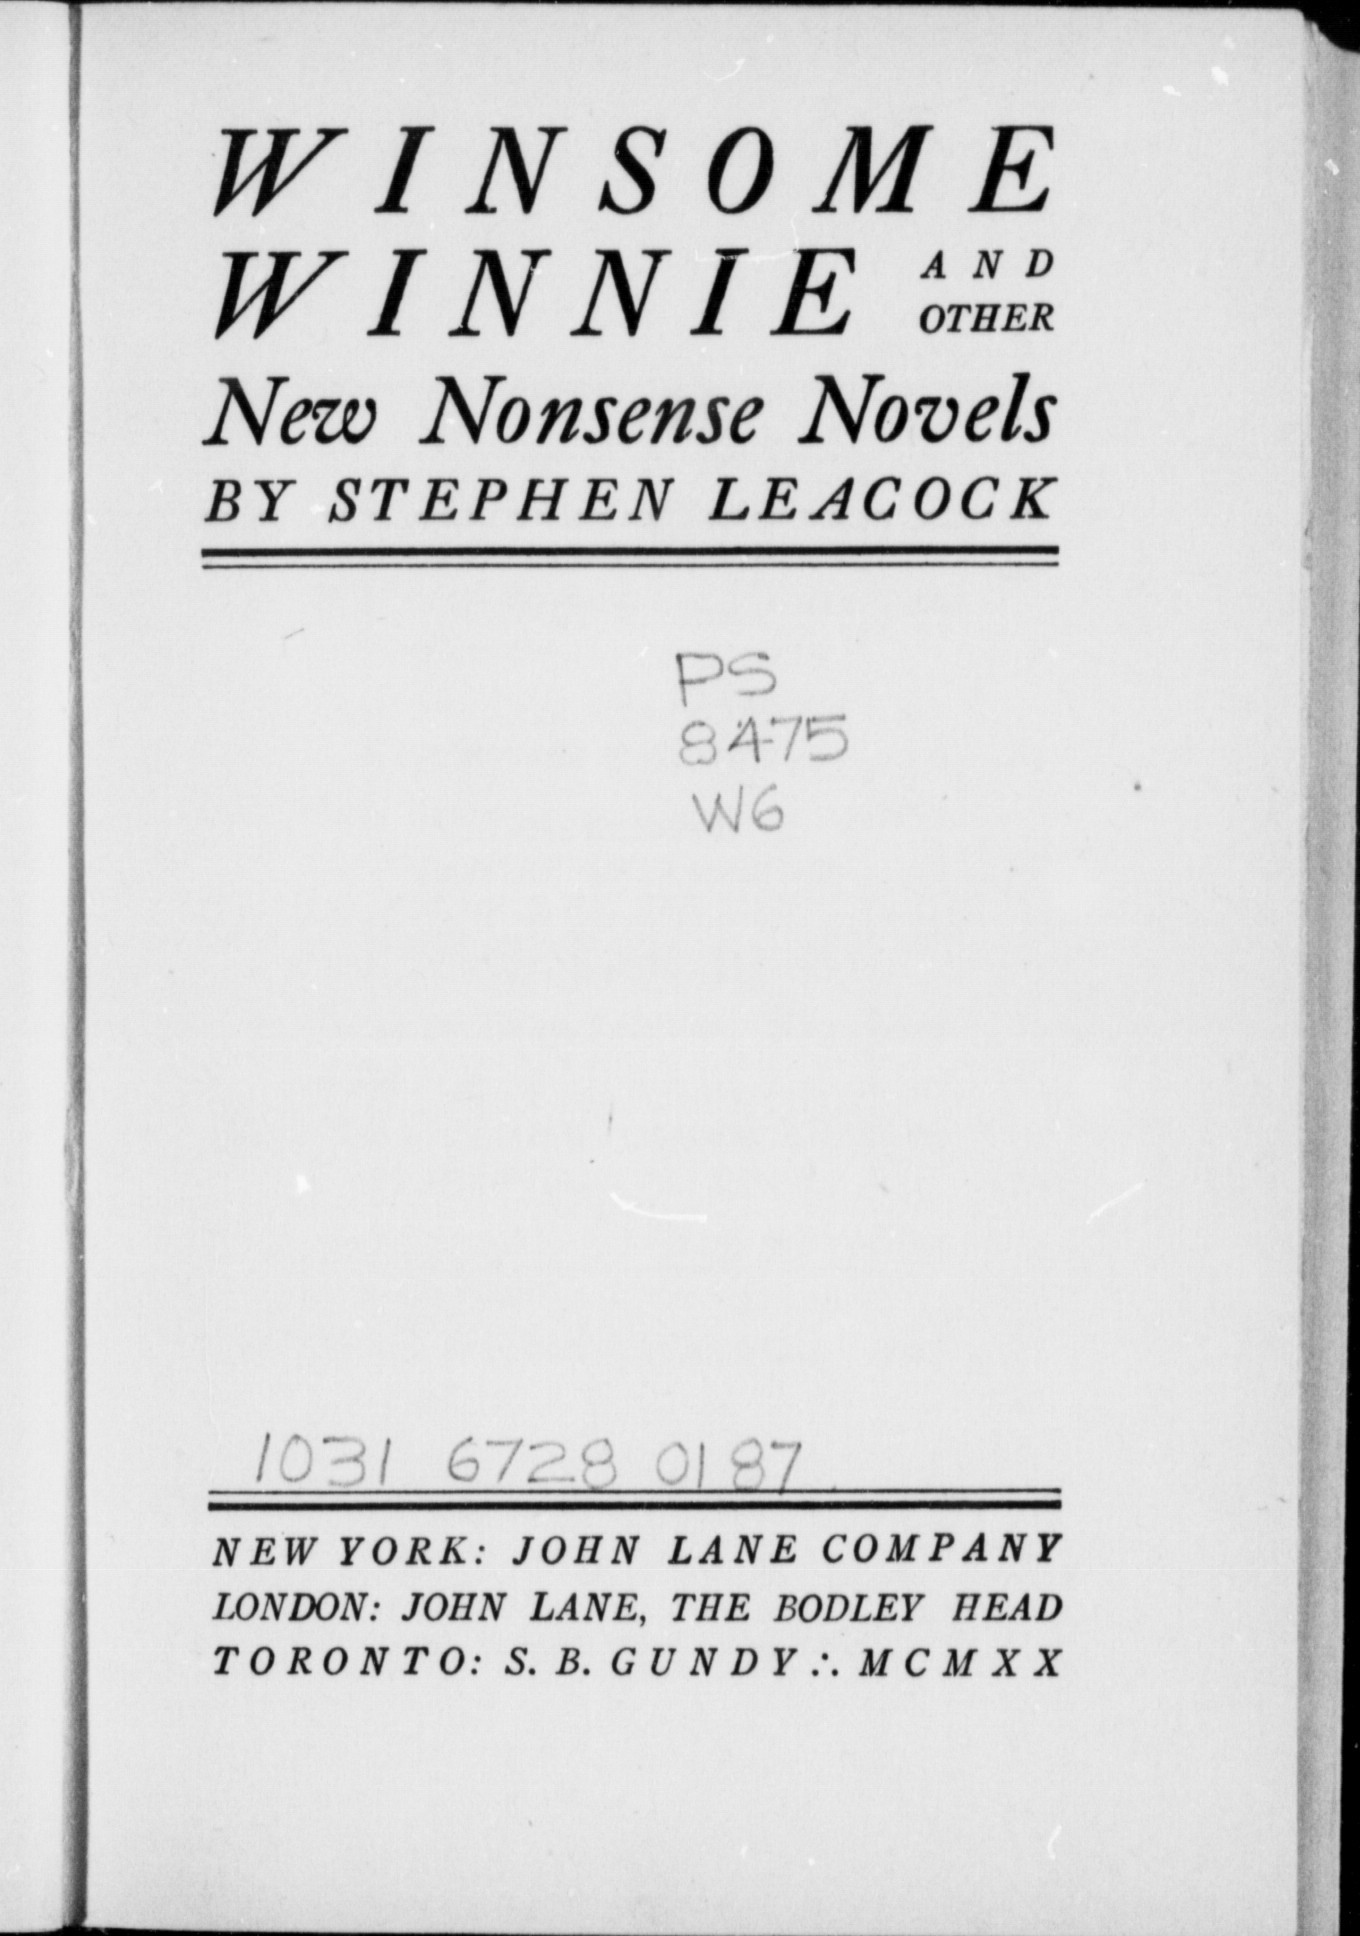 WINSOME
WINNIE AND
OTHER
New Nonsense Novels
BY STEPHEN LEACOCK
PS
8475
W6
1031 6728 0187
NEW YORK: JOHN LANE COMPANY
LONDON: JOHN LANE, THE BODLEY HEAD
TORONTO: S. B. GUNDY ∴ MCMXX